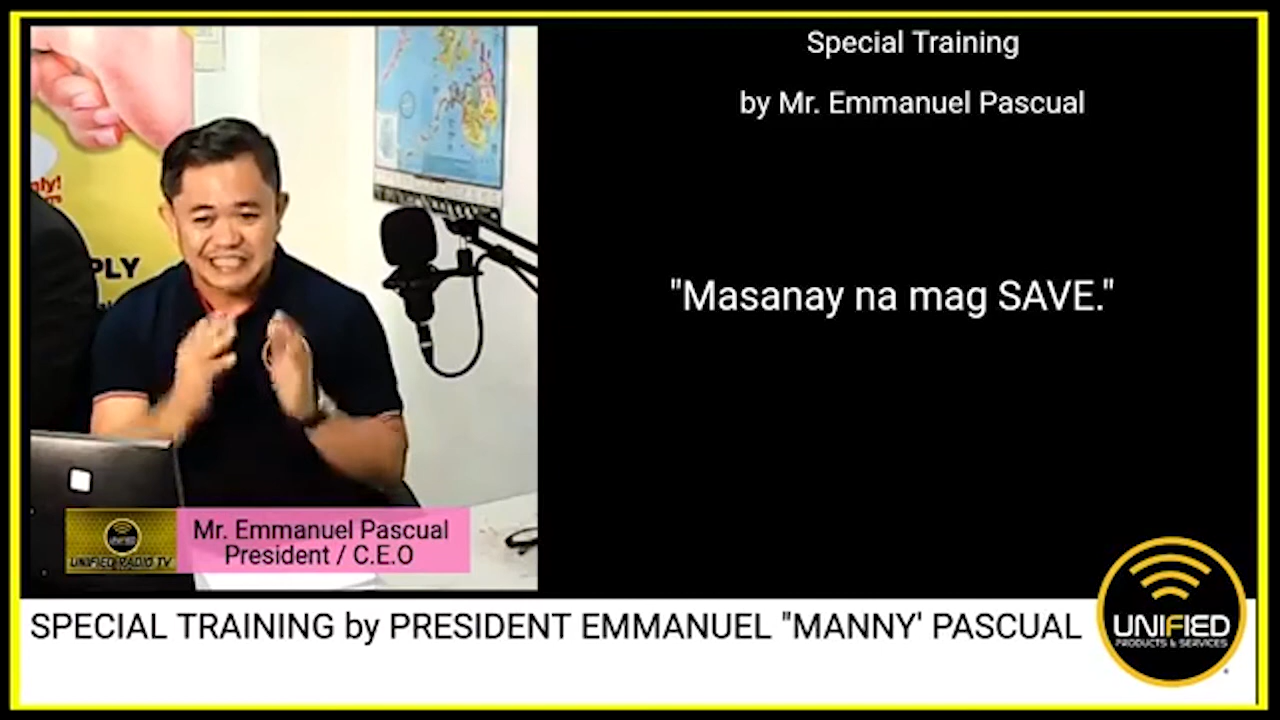 Special Training
by Mr. Emmanuel Pascual
"Masanay na mag SAVE."
PLY
Mr. Emmanuel Pascual
President / C.E.O
UNIFIED RADIO TV
SPECIAL TRAINING by PRESIDENT EMMANUEL "MANNY' PASCUAL
UNIFIED
PRODUCTS & SERVICES